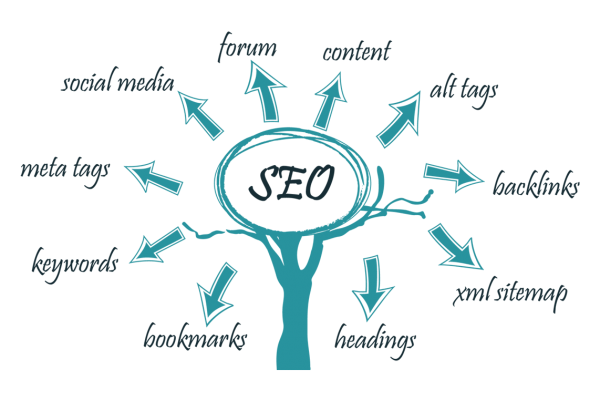 forum
content
social media
alt tags
meta tags
SEO
backlinks
keywords
xml sitemap
bookmarks
headings